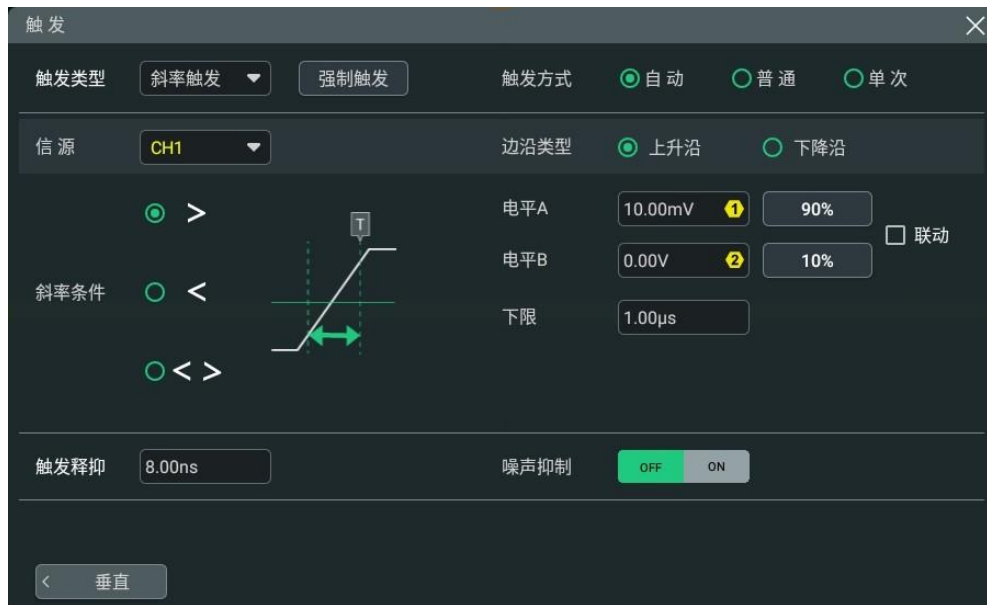 触发
触发类型 斜率触发 强制触发 触发方式 自动 普通 单次
信源 CH1 边沿类型 上升沿 下降沿
> T 电平A 10.00mV 1 90%
联动
电平B 0.00V 2 10%
斜率条件 <
下限 1.00μs
< >
触发释抑 8.00ns 噪声抑制 OFF ON
< 垂直